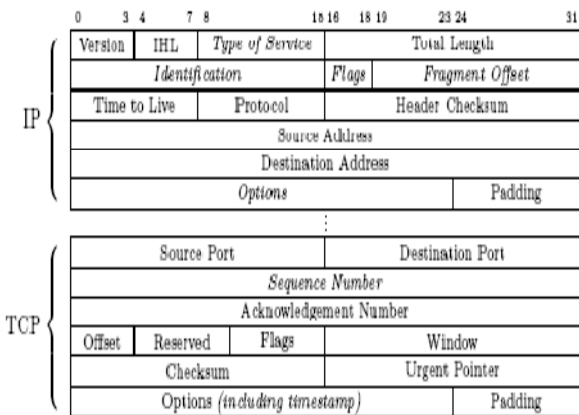 0 3 4 7 8 15 16 18 19 23 24 31
Version IHL Type of Service Total Length
Identification Flags Fragment Offset
IP Time to Live Protocol Header Checksum
Source Address
Destination Address
Options Padding
Source Port Destination Port
Sequence Number
Acknowledgement Number
TCP Offset Reserved Flags Window
Checksum Urgent Pointer
Options (including timestamp) Padding